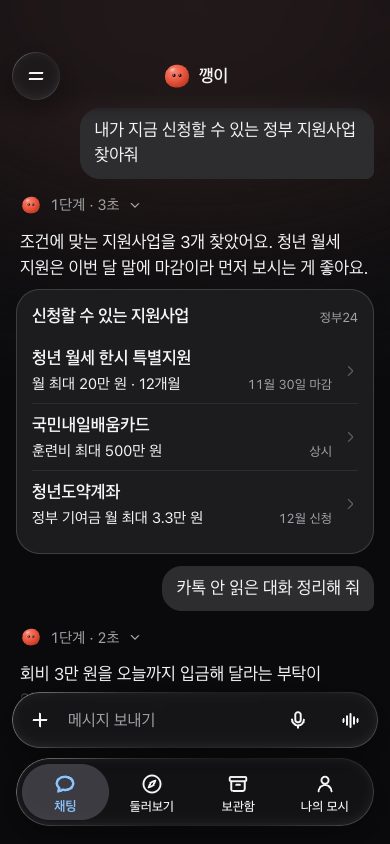 깽이
내가 지금 신청할 수 있는 정부 지원사업
찾아줘
1단계 · 3초
조건에 맞는 지원사업을 3개 찾았어요. 청년 월세
지원은 이번 달 말에 마감이라 먼저 보시는 게 좋아요.
신청할 수 있는 지원사업
정부24
청년 월세 한시 특별지원
월 최대 20만 원 · 12개월
11월 30일 마감
국민내일배움카드
훈련비 최대 500만 원
상시
청년도약계좌
정부 기여금 월 최대 3.3만 원
12월 신청
카톡 안 읽은 대화 정리해 줘
1단계 · 2초
회비 3만 원을 오늘까지 입금해 달라는 부탁이
메시지 보내기
채팅
둘러보기
보관함
나의 모시